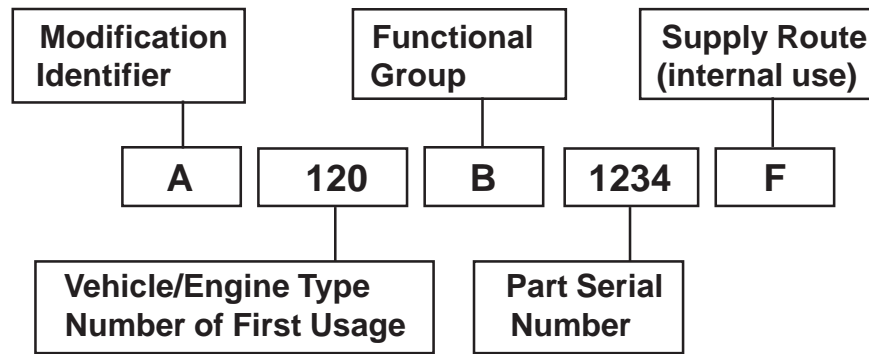 Modification
Identifier
Functional
Group
Supply Route
(internal use)
A
120
B
1234
F
Vehicle/Engine Type
Number of First Usage
Part Serial
Number